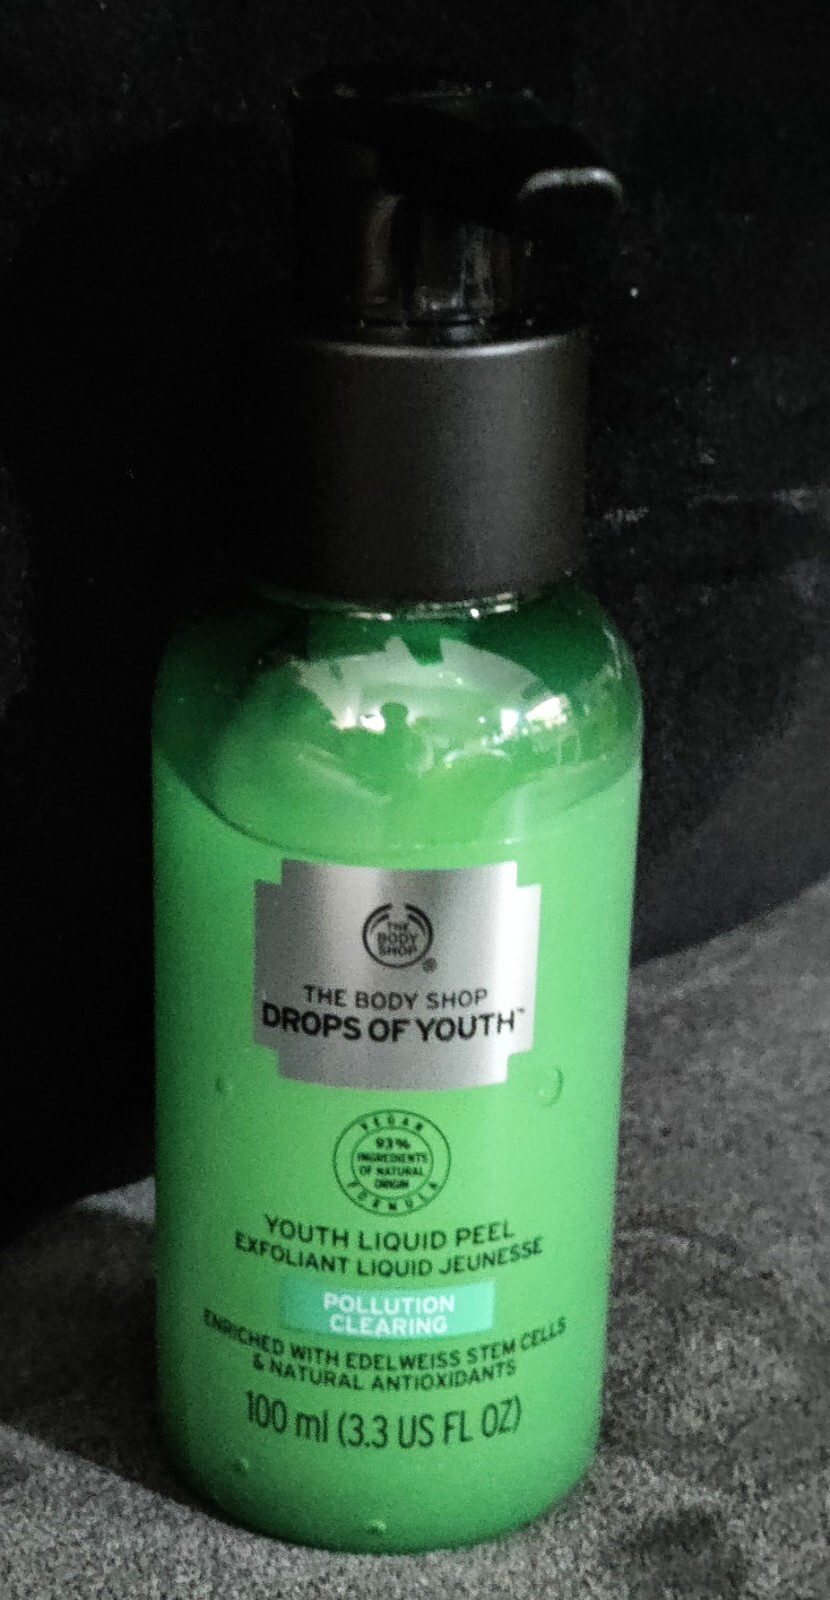 THE
BODY
SHOP
®
THE BODY SHOP
DROPS OF YOUTH™
VEGAN
93%
INGREDIENTS
OF NATURAL
ORIGIN
FORMULA
YOUTH LIQUID PEEL
EXFOLIANT LIQUID JEUNESSE
POLLUTION
CLEARING
ENRICHED WITH EDELWEISS STEM CELLS
& NATURAL ANTIOXIDANTS
100 ml (3.3 US FL OZ)